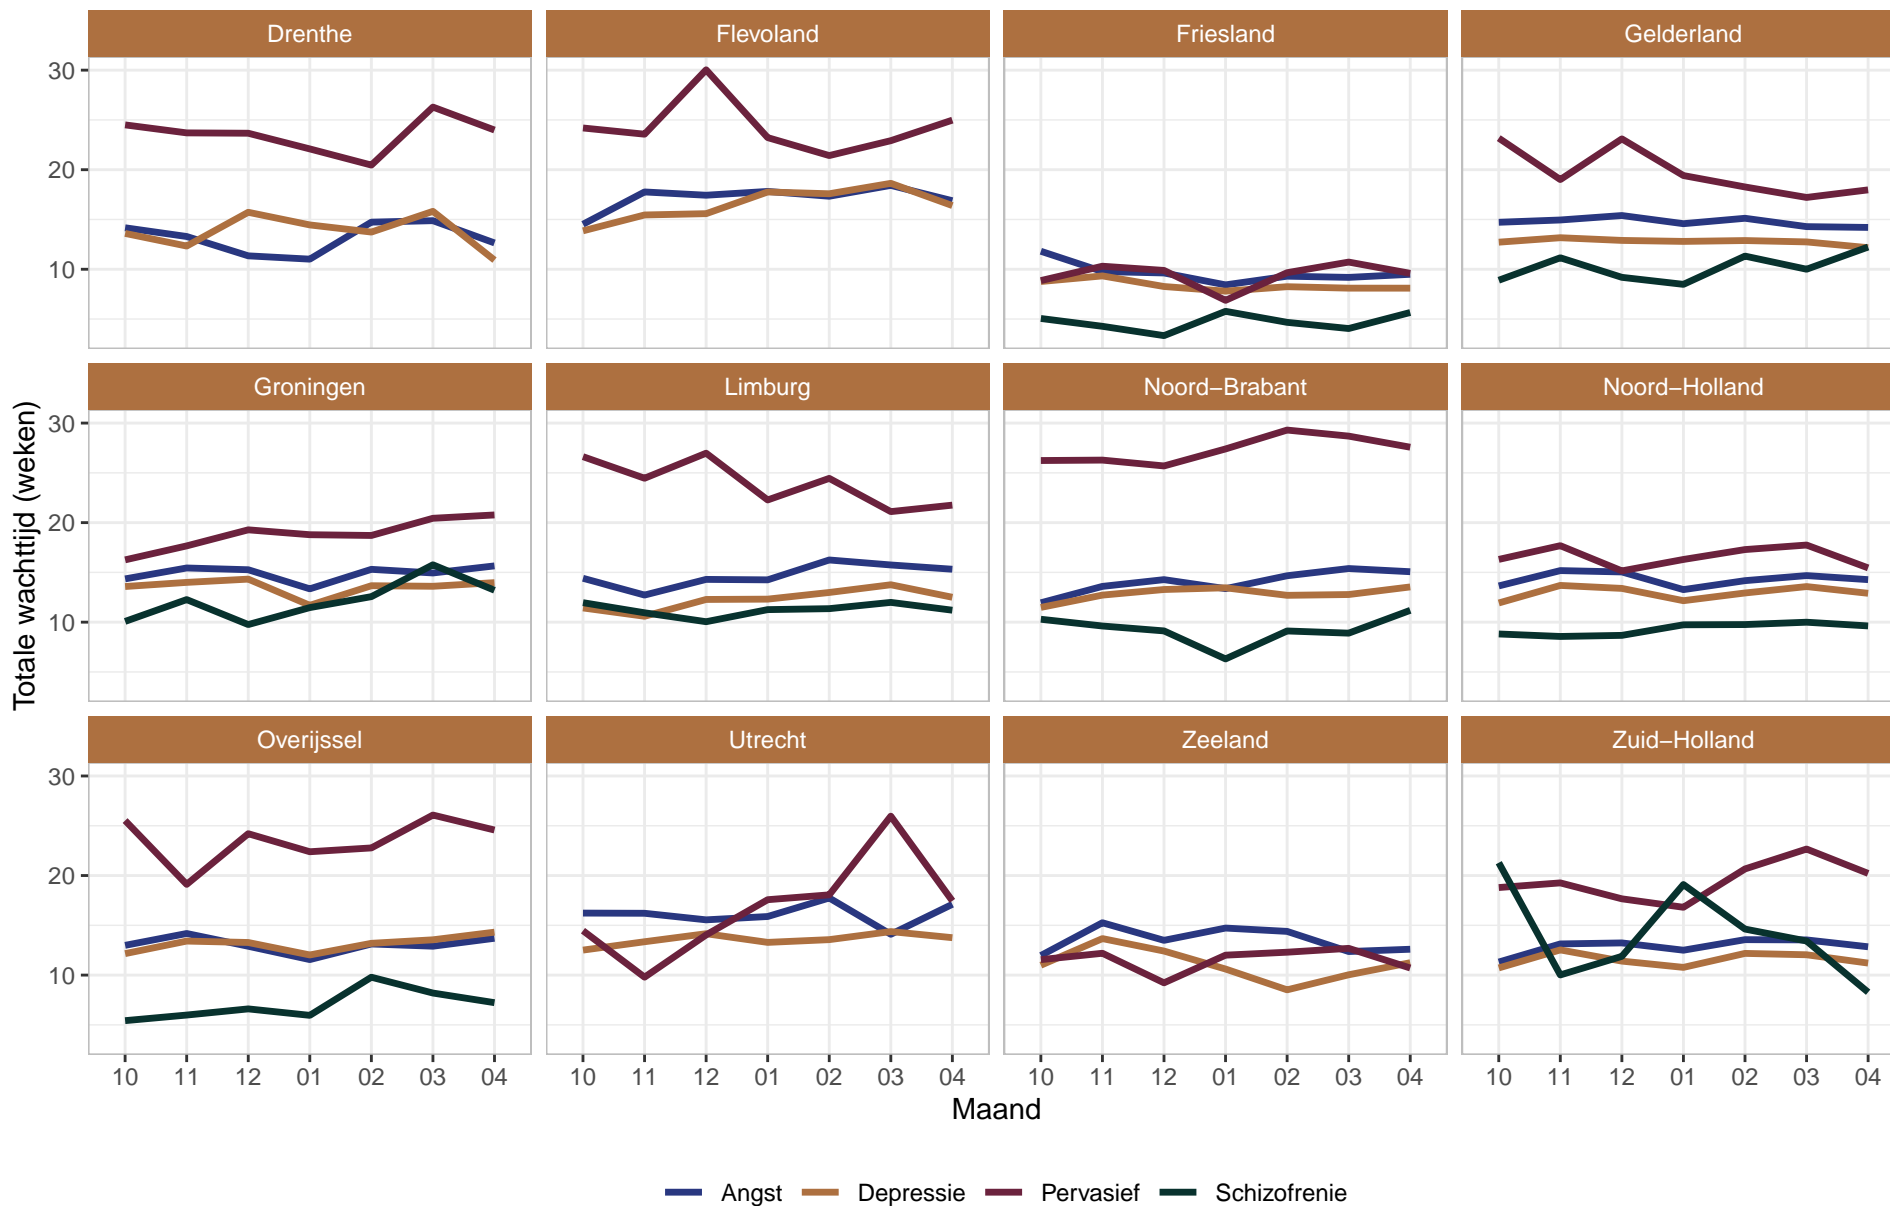 Drenthe Flevoland Friesland Gelderland
30
20
10
Groningen Limburg Noord−Brabant Noord−Holland
30
20
10
Totale wachttijd (weken)
Overijssel Utrecht Zeeland Zuid−Holland
30
20
10
10 11 12 01 02 03 04 10 11 12 01 02 03 04 10 11 12 01 02 03 04 10 11 12 01 02 03 04
Maand
Angst Depressie Pervasief Schizofrenie